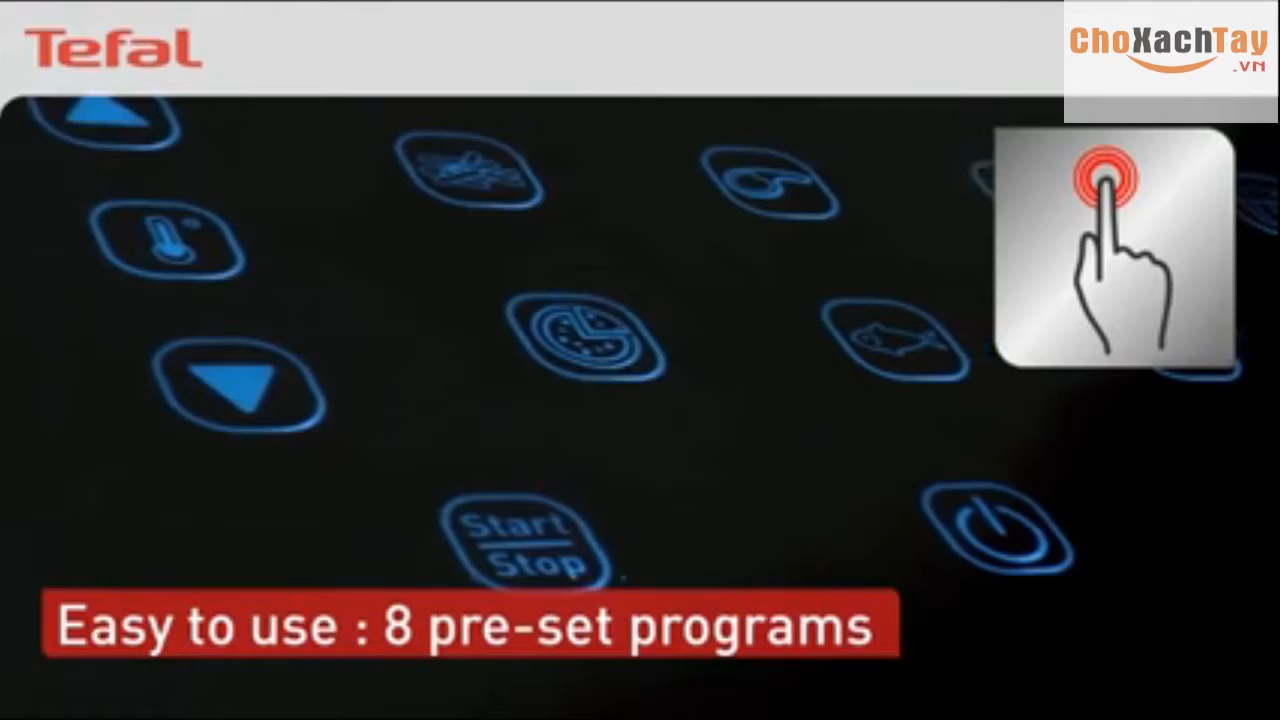 Tefal
ChoXachTay
.VN
Start
Stop
Easy to use : 8 pre-set programs